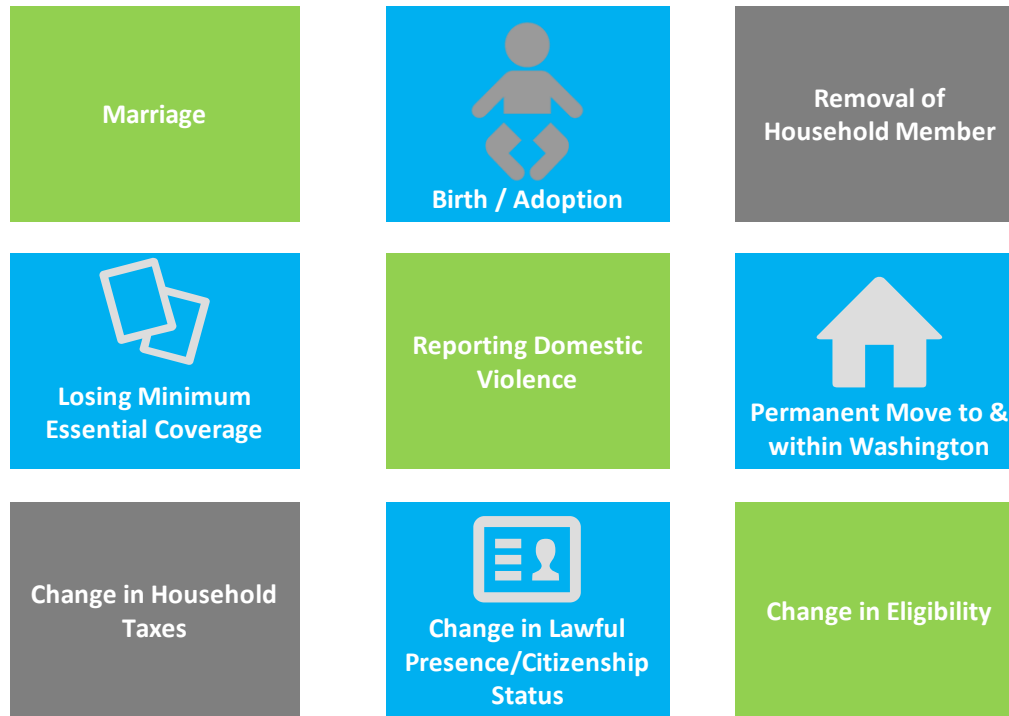 Marriage
Birth / Adoption
Removal of
Household Member
Losing Minimum
Essential Coverage
Reporting Domestic
Violence
Permanent Move to &
within Washington
Change in Household
Taxes
Change in Lawful
Presence/Citizenship
Status
Change in Eligibility